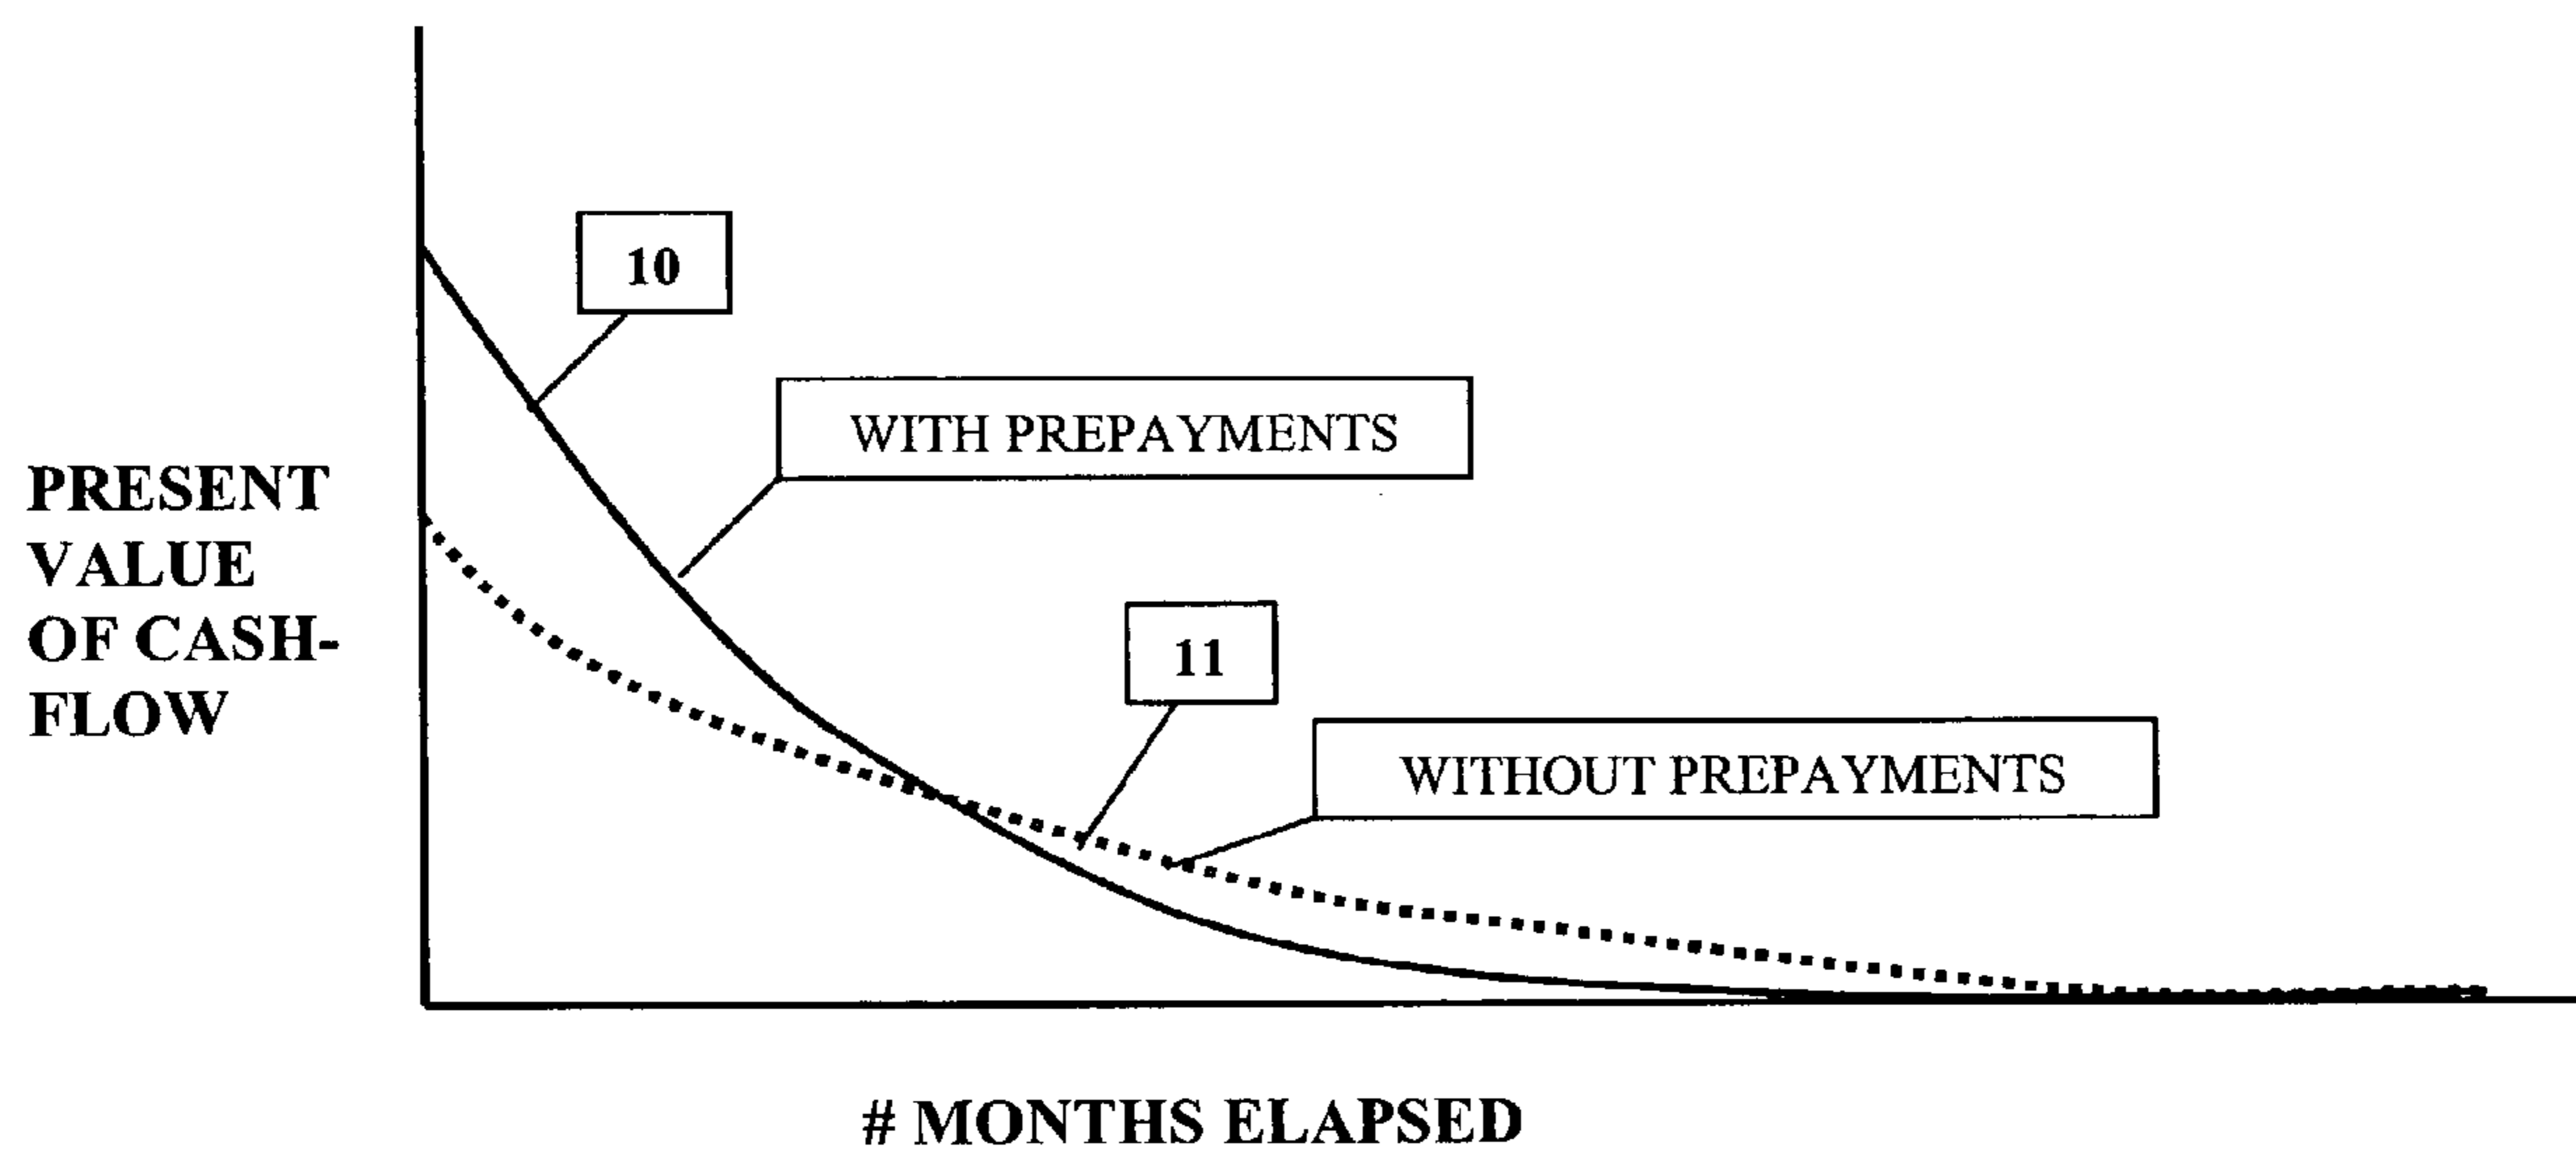 10
WITH PREPAYMENTS
PRESENT
VALUE
OF CASH-
FLOW
11
WITHOUT PREPAYMENTS
# MONTHS ELAPSED